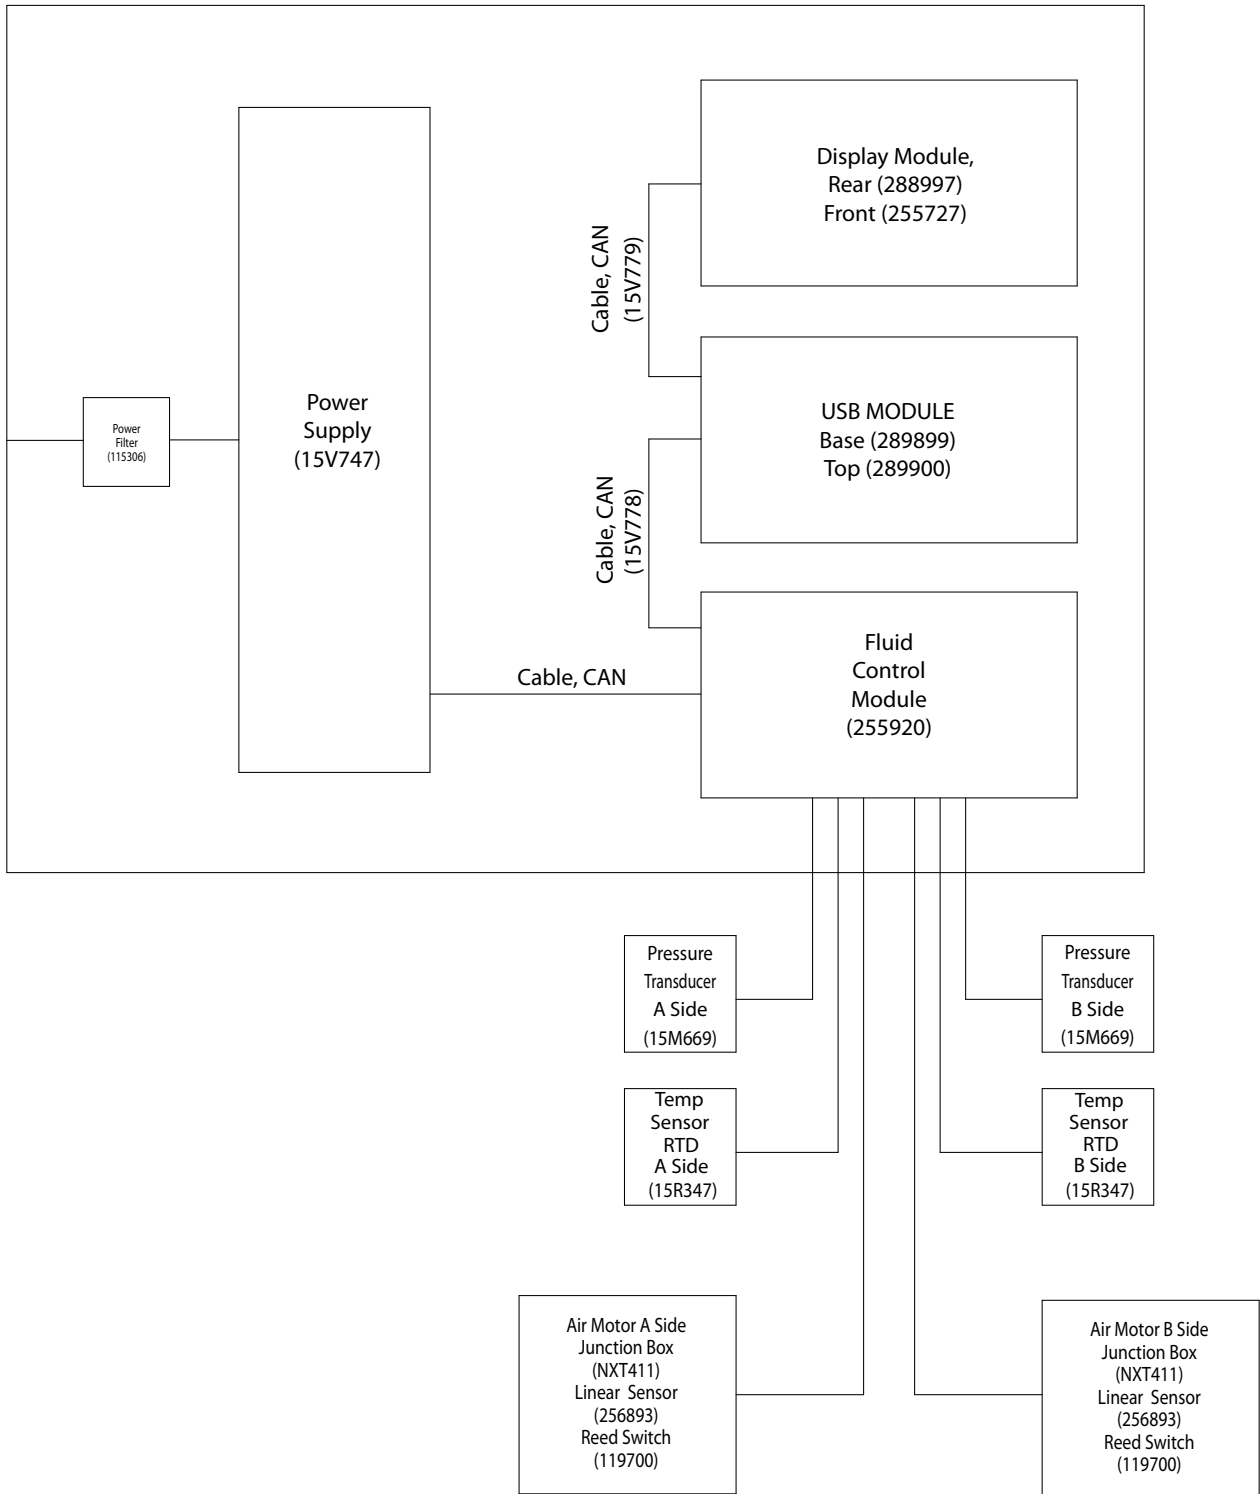 Display Module,
Rear (288997)
Front (255727)
Cable, CAN
(15V779)
Power
Filter
(115306)
Power
Supply
(15V747)
USB MODULE
Base (289899)
Top (289900)
Cable, CAN
(15V778)
Fluid
Control
Module
(255920)
Cable, CAN
Pressure
Transducer
A Side
(15M669)
Pressure
Transducer
B Side
(15M669)
Temp
Sensor
RTD
A Side
(15R347)
Temp
Sensor
RTD
B Side
(15R347)
Air Motor A Side
Junction Box
(NXT411)
Linear Sensor
(256893)
Reed Switch
(119700)
Air Motor B Side
Junction Box
(NXT411)
Linear Sensor
(256893)
Reed Switch
(119700)